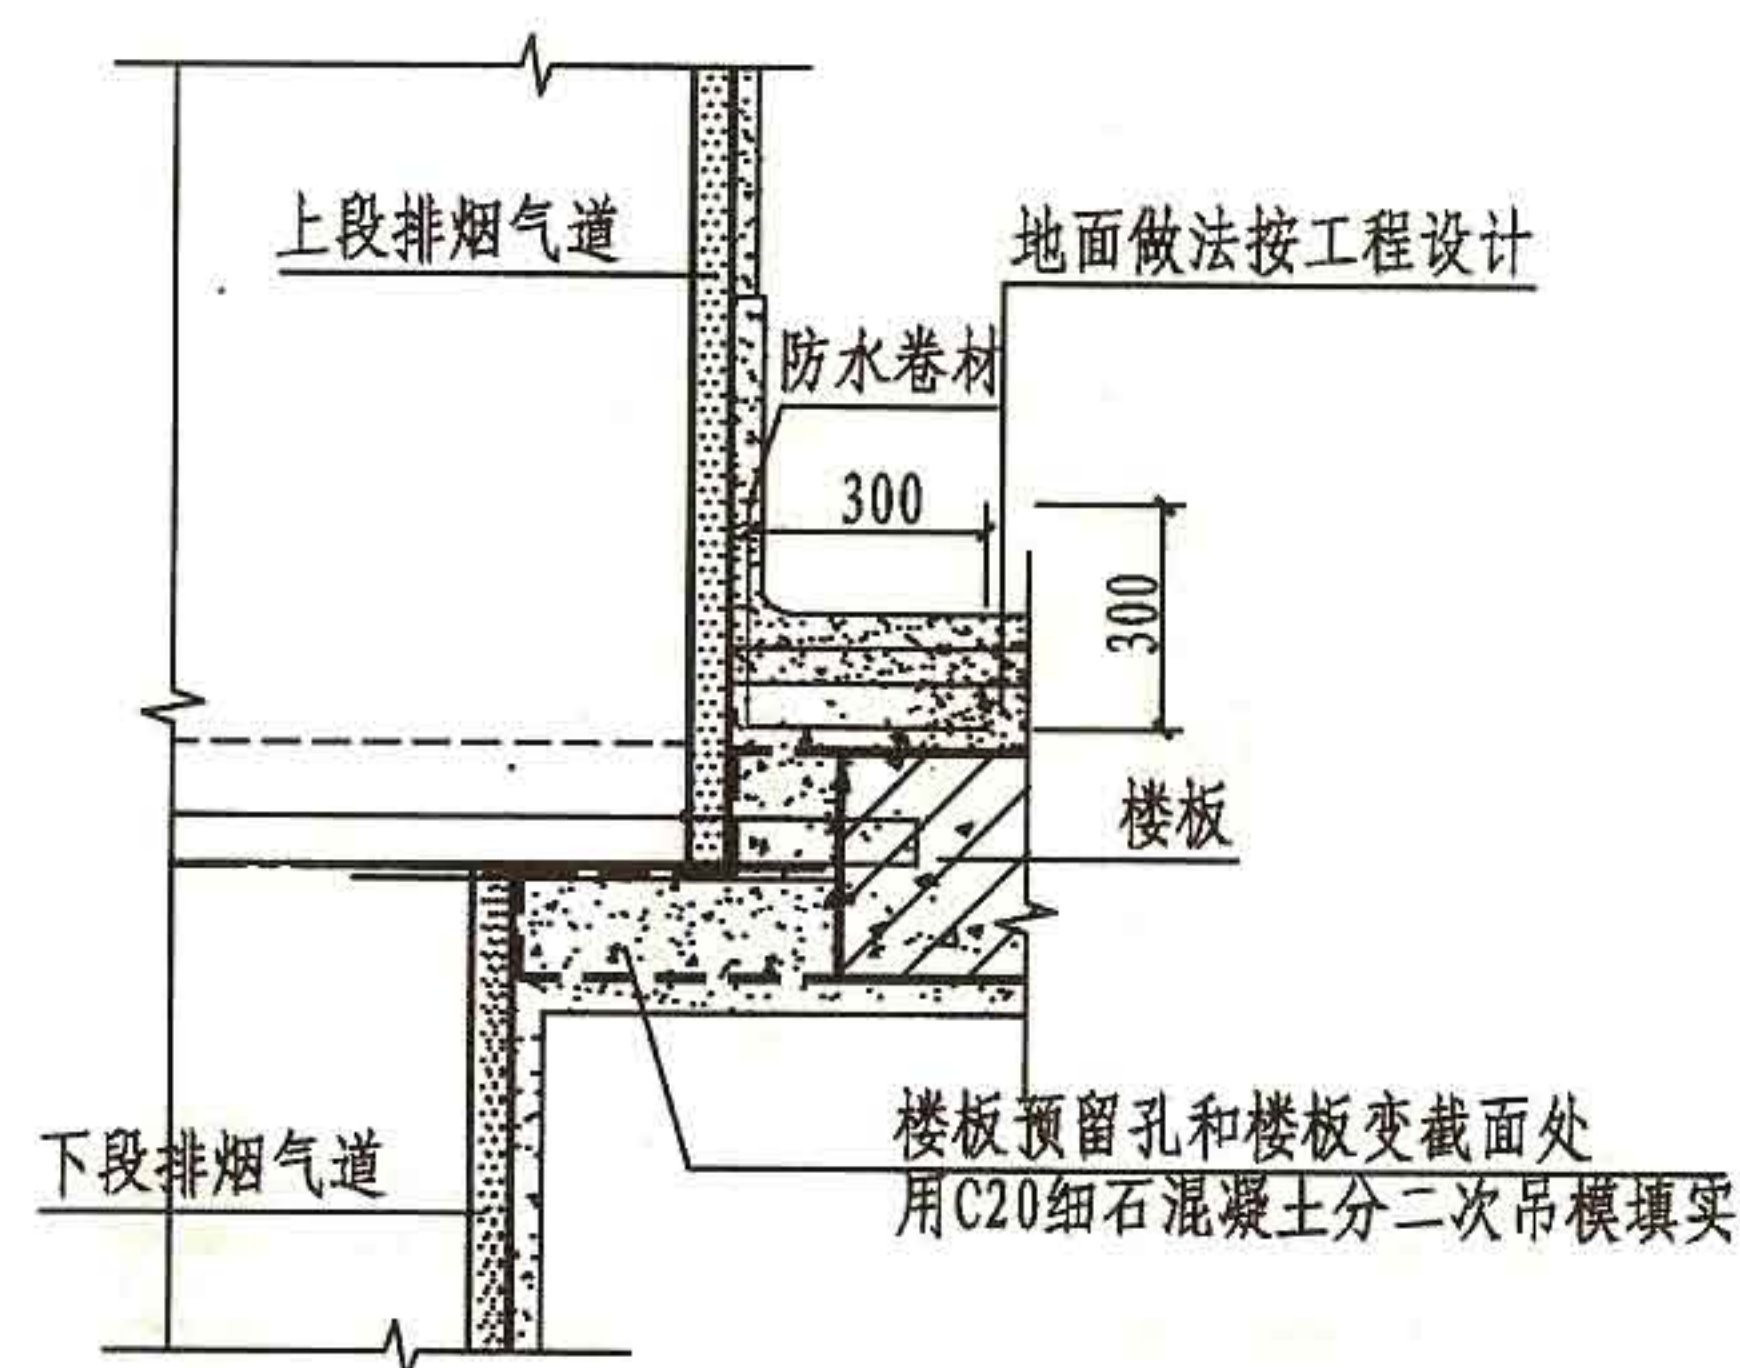 上段排烟气道
地面做法按工程设计
防水卷材
300
300
楼板
楼板预留孔和楼板变截面处
用C20细石混凝土分二次吊模填实
下段排烟气道